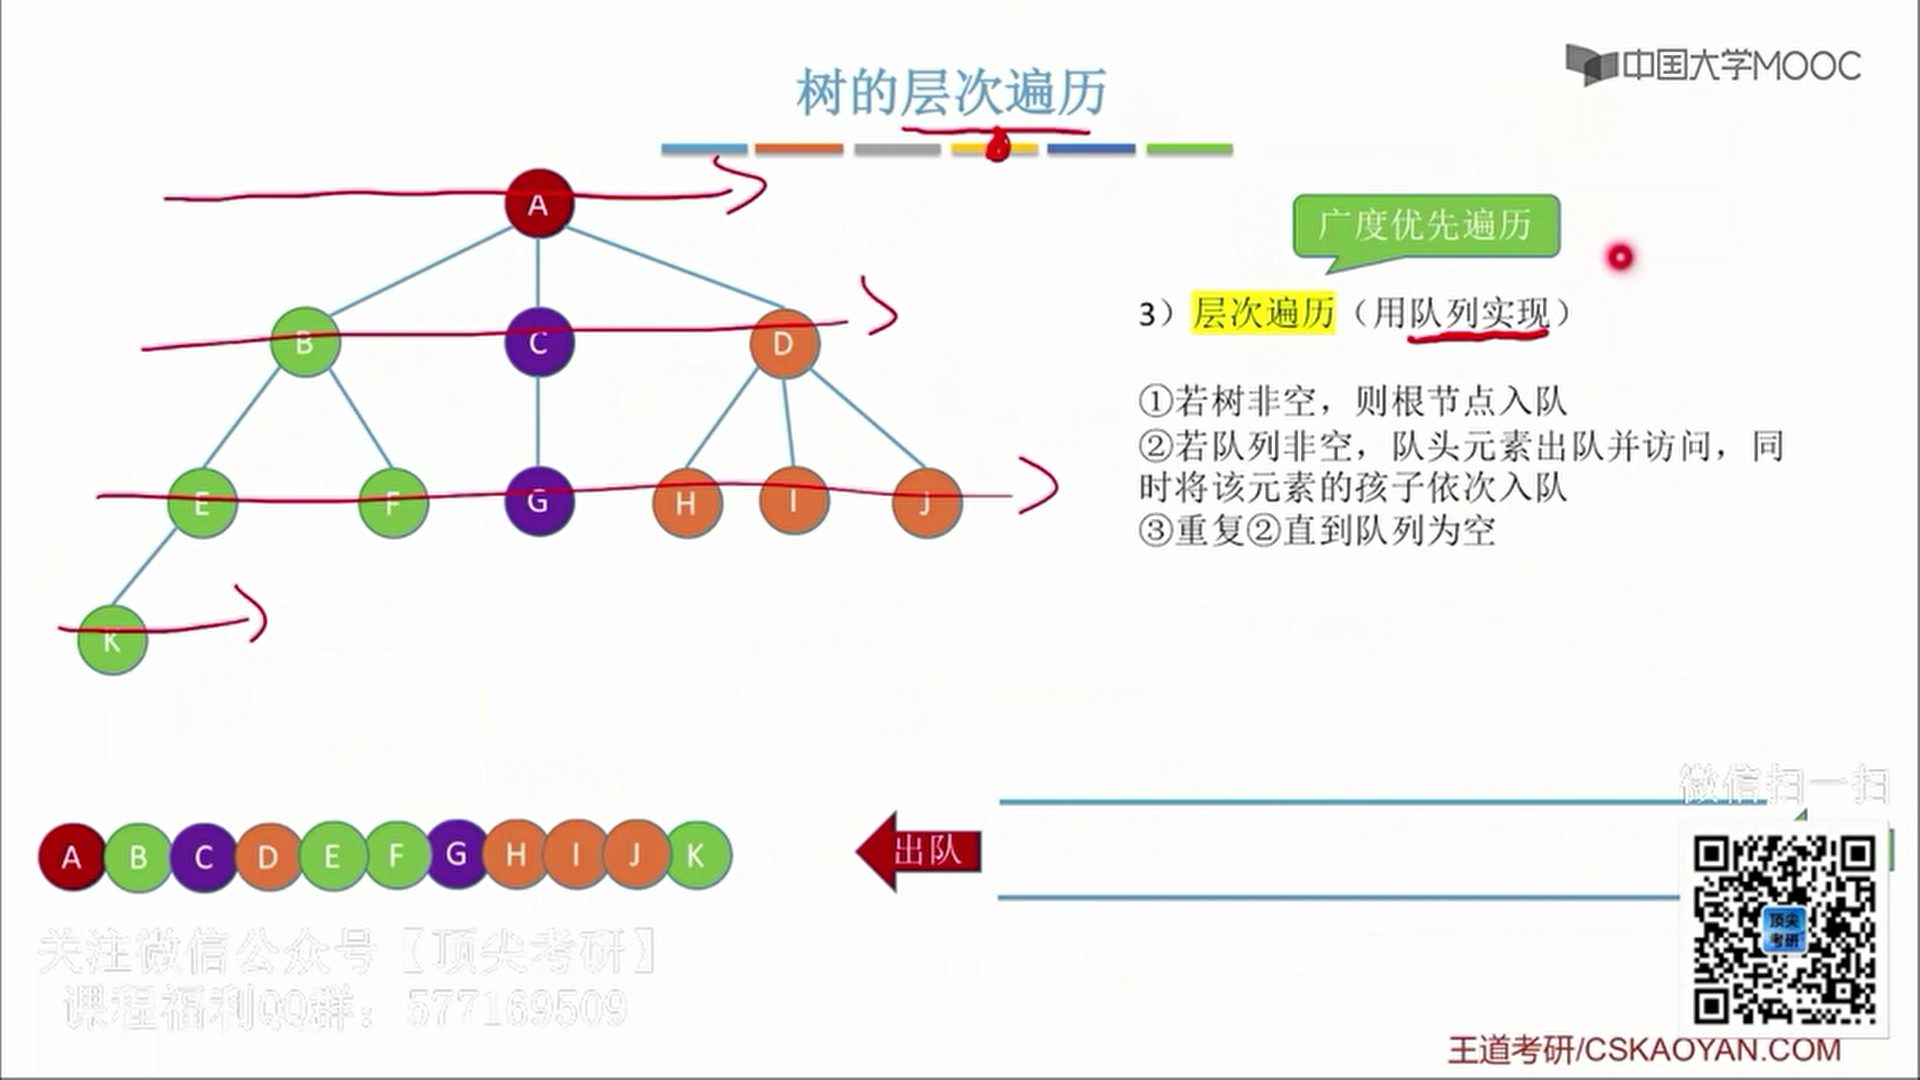 中国大学MOOC
树的层次遍历
A
广度优先遍历
B C D
3）层次遍历（用队列实现）
①若树非空，则根节点入队
②若队列非空，队头元素出队并访问，同
时将该元素的孩子依次入队
③重复②直到队列为空
E F G H I J
K
微信扫一扫
A B C D E F G H I J K
出队
顶尖
考研
关注微信公众号【顶尖考研】
课程福利QQ群：577169509
王道考研/CSKAOYAN.COM